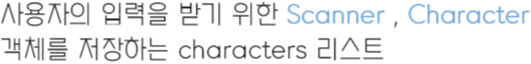 사용자의 입력을 받기 위한 Scanner , Character
객체를 저장하는 characters 리스트